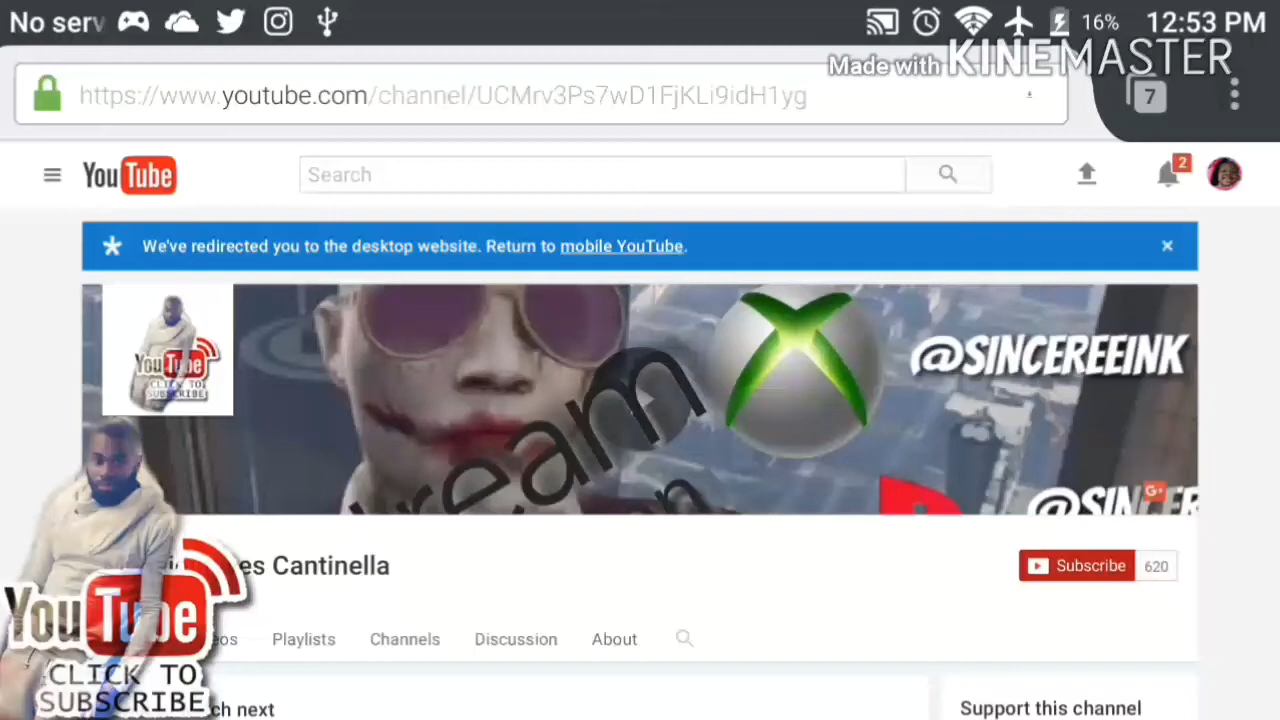 No serv
16%
12:53 PM
Made with KINEMASTER
https://www.youtube.com/channel/UCMrv3Ps7wD1FjKLi9idH1yg
7
YouTube
Search
2
We've redirected you to the desktop website. Return to mobile YouTube.
YouTube
CLICK TO
SUBSCRIBE
@SINCEREEINK
es Cantinella
Subscribe 620
Playlists
Channels
Discussion
About
YouTube
CLICK TO
SUBSCRIBE
next
Support this channel